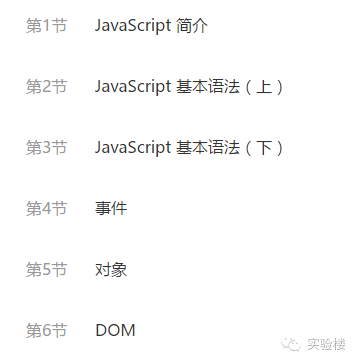 第1节 JavaScript 简介
第2节 JavaScript 基本语法（上）
第3节 JavaScript 基本语法（下）
第4节 事件
第5节 对象
第6节 DOM
实验楼